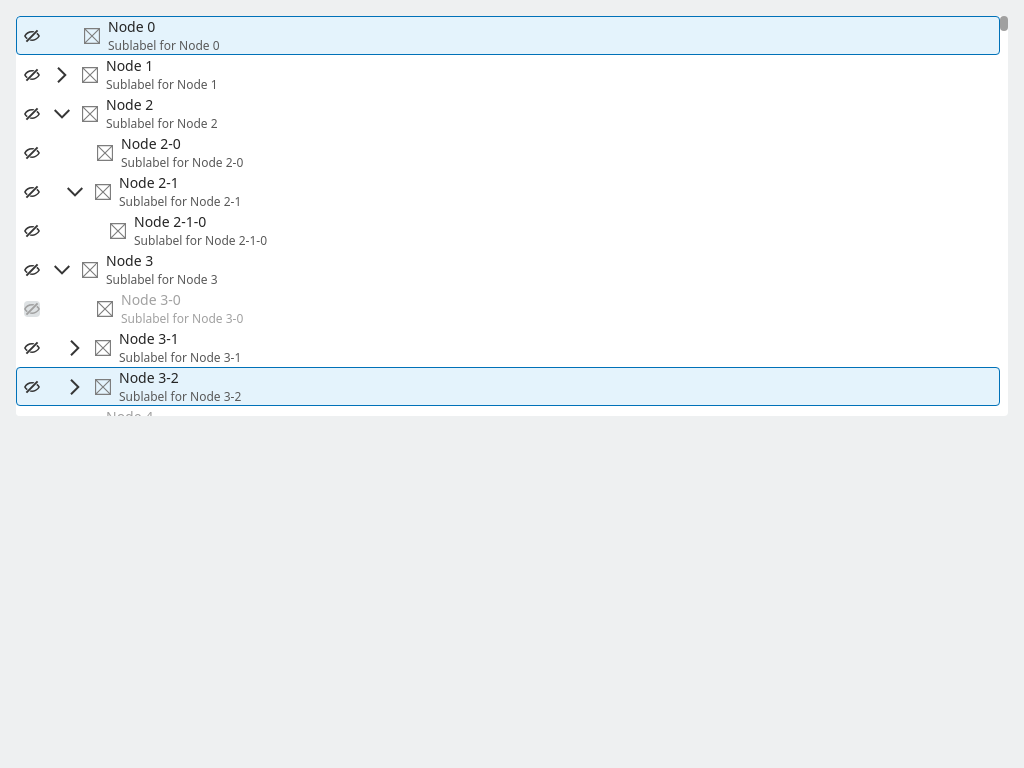 Node 0
Sublabel for Node 0
Node 1
Sublabel for Node 1
Node 2
Sublabel for Node 2
Node 2-0
Sublabel for Node 2-0
Node 2-1
Sublabel for Node 2-1
Node 2-1-0
Sublabel for Node 2-1-0
Node 3
Sublabel for Node 3
Node 3-0
Sublabel for Node 3-0
Node 3-1
Sublabel for Node 3-1
Node 3-2
Sublabel for Node 3-2
Node 4